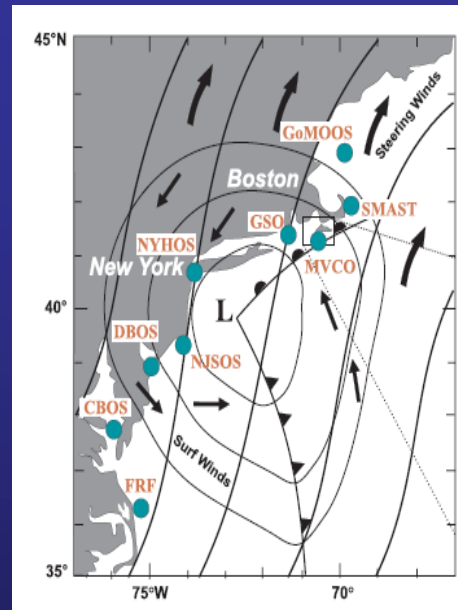 45°N
GoMOOS
Steering Winds
Boston
SMAST
GSO
NYHOS
MVCO
New York
40°
L
DBOS
NJSOS
CBOS
Surf Winds
FRF
35°
75°W
70°